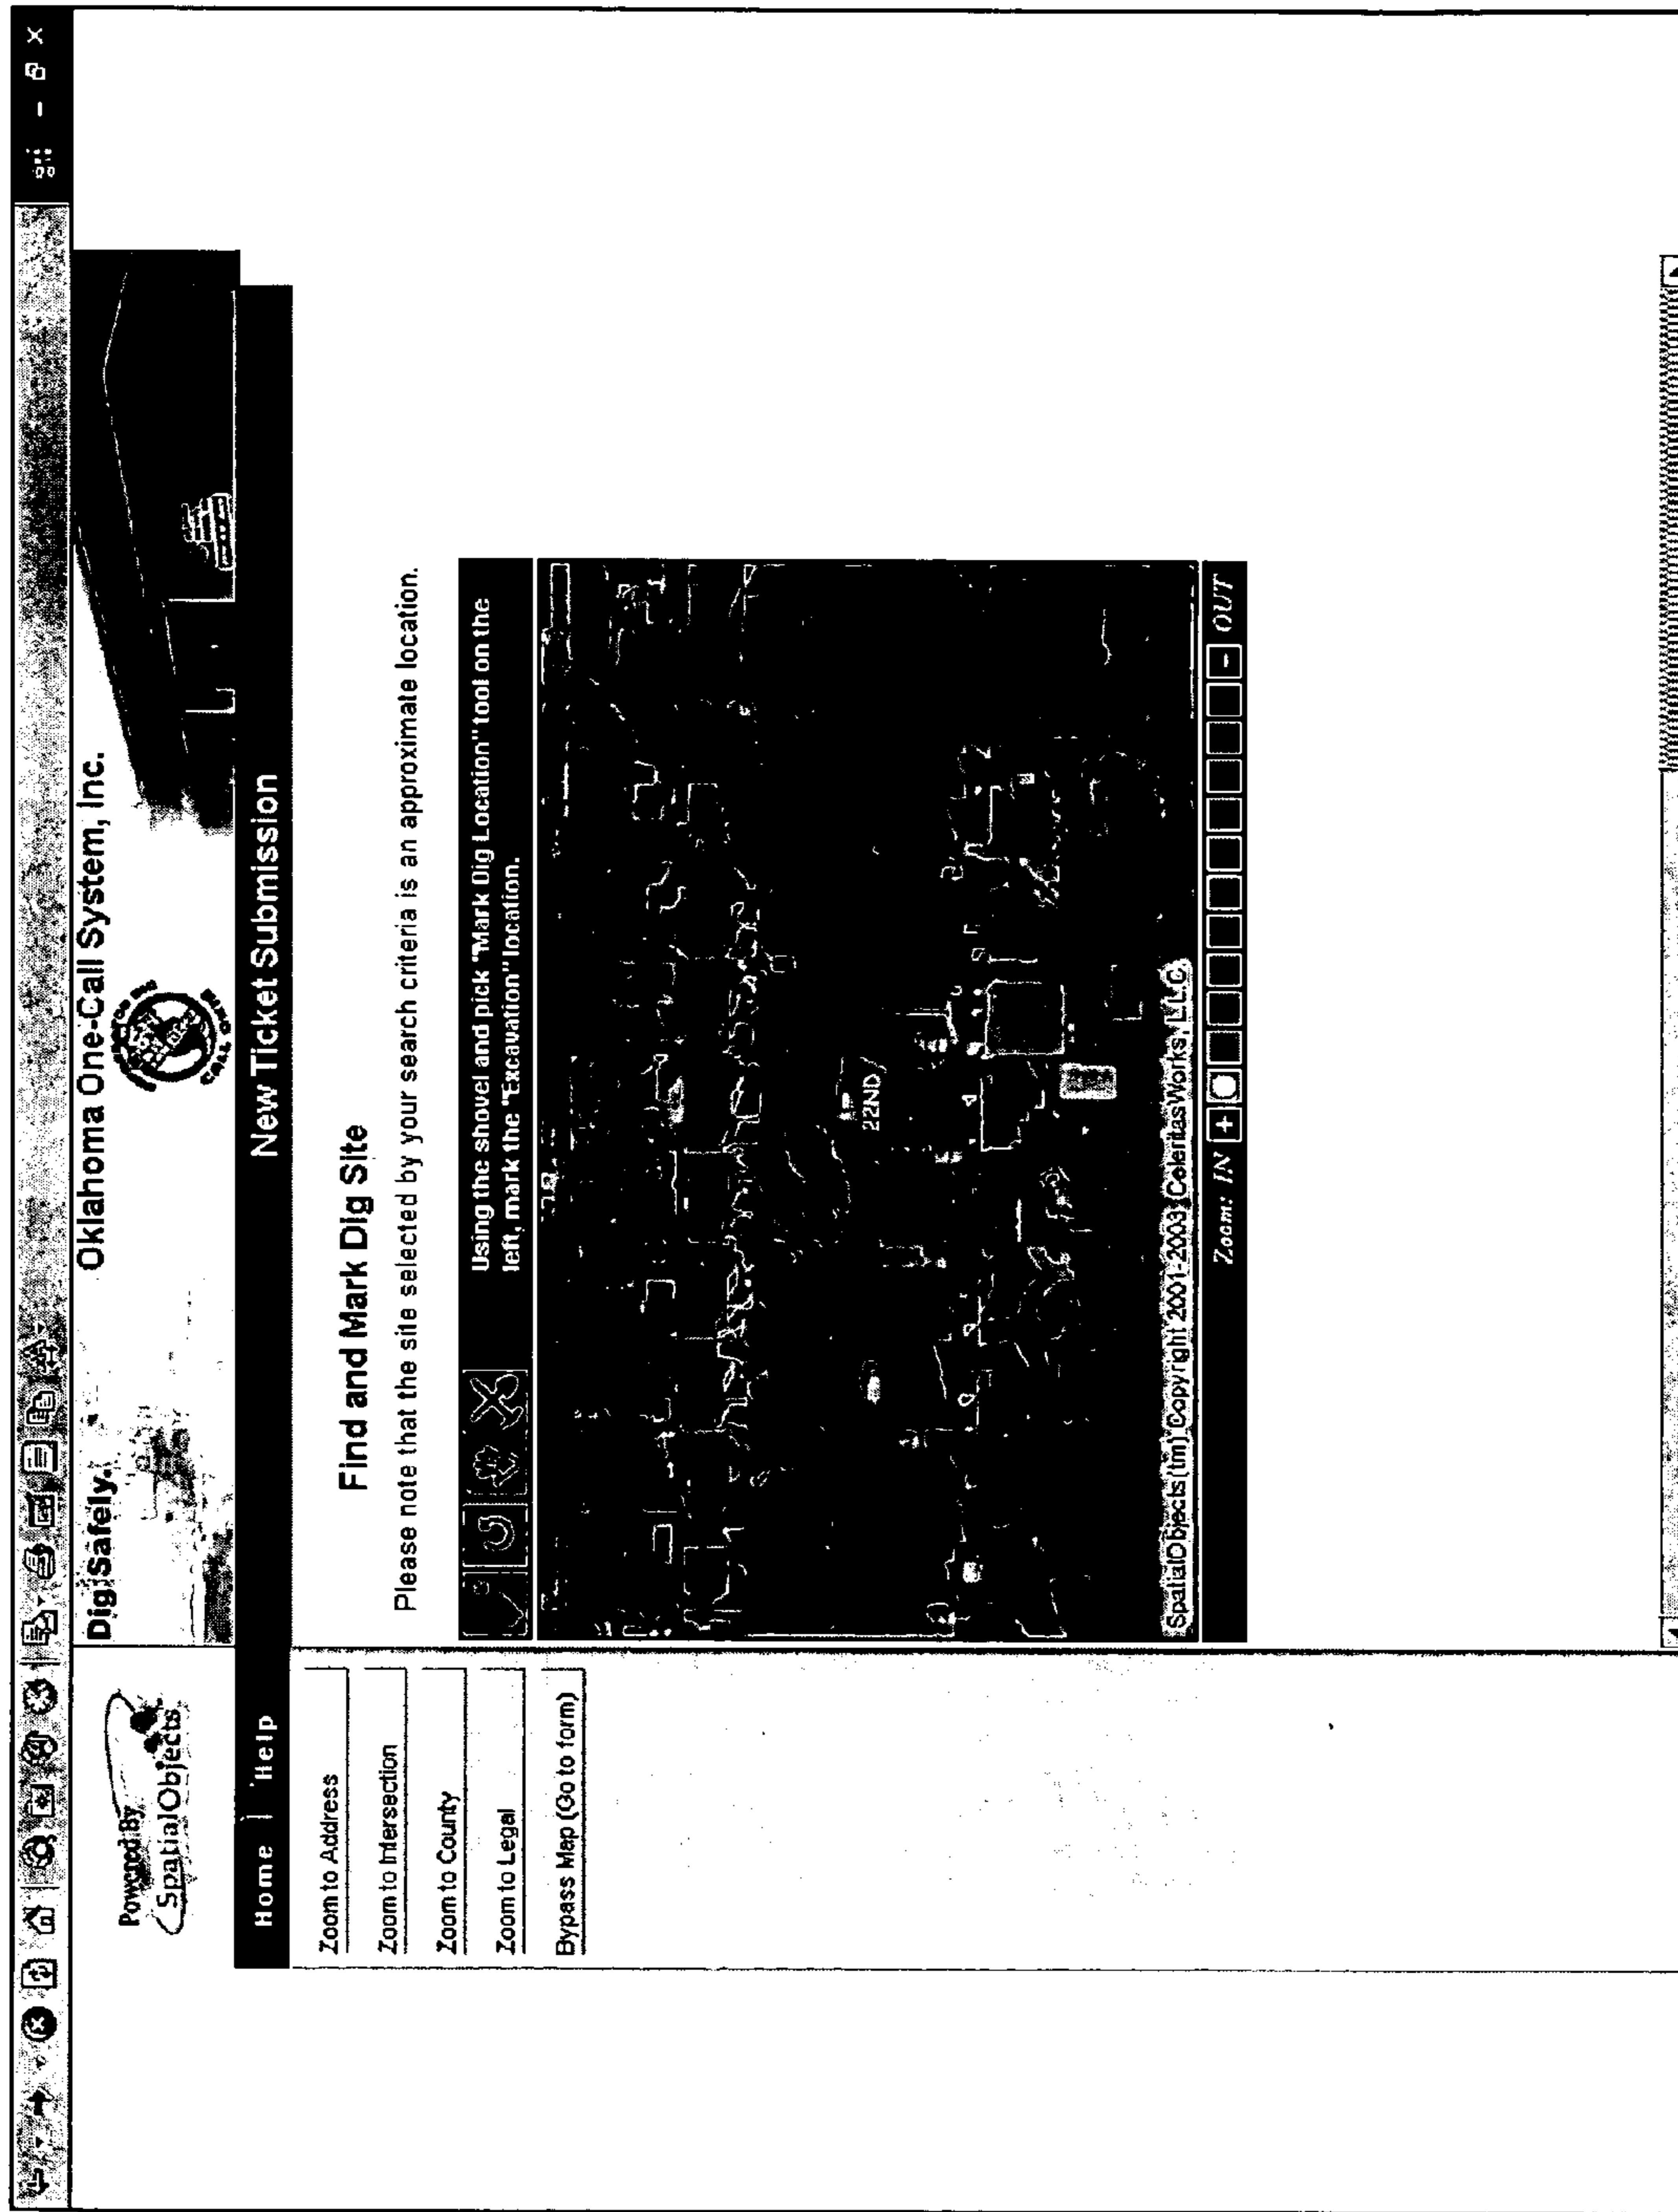 Powered By
SpatialObjects
Dig Safely.
Oklahoma One-Call System, Inc.
Home | Help
New Ticket Submission
Zoom to Address
Zoom to Intersection
Zoom to County
Zoom to Legal
Bypass Map (Go to form)
Find and Mark Dig Site
Please note that the site selected by your search criteria is an approximate location.
Using the shovel and pick "Mark Dig Location" tool on the
left, mark the "Excavation" location.
22ND
SpatialObjects(tm) Copyright 2001-2003 CeleritasWorks, L.L.C.
Zoom: IN + - OUT